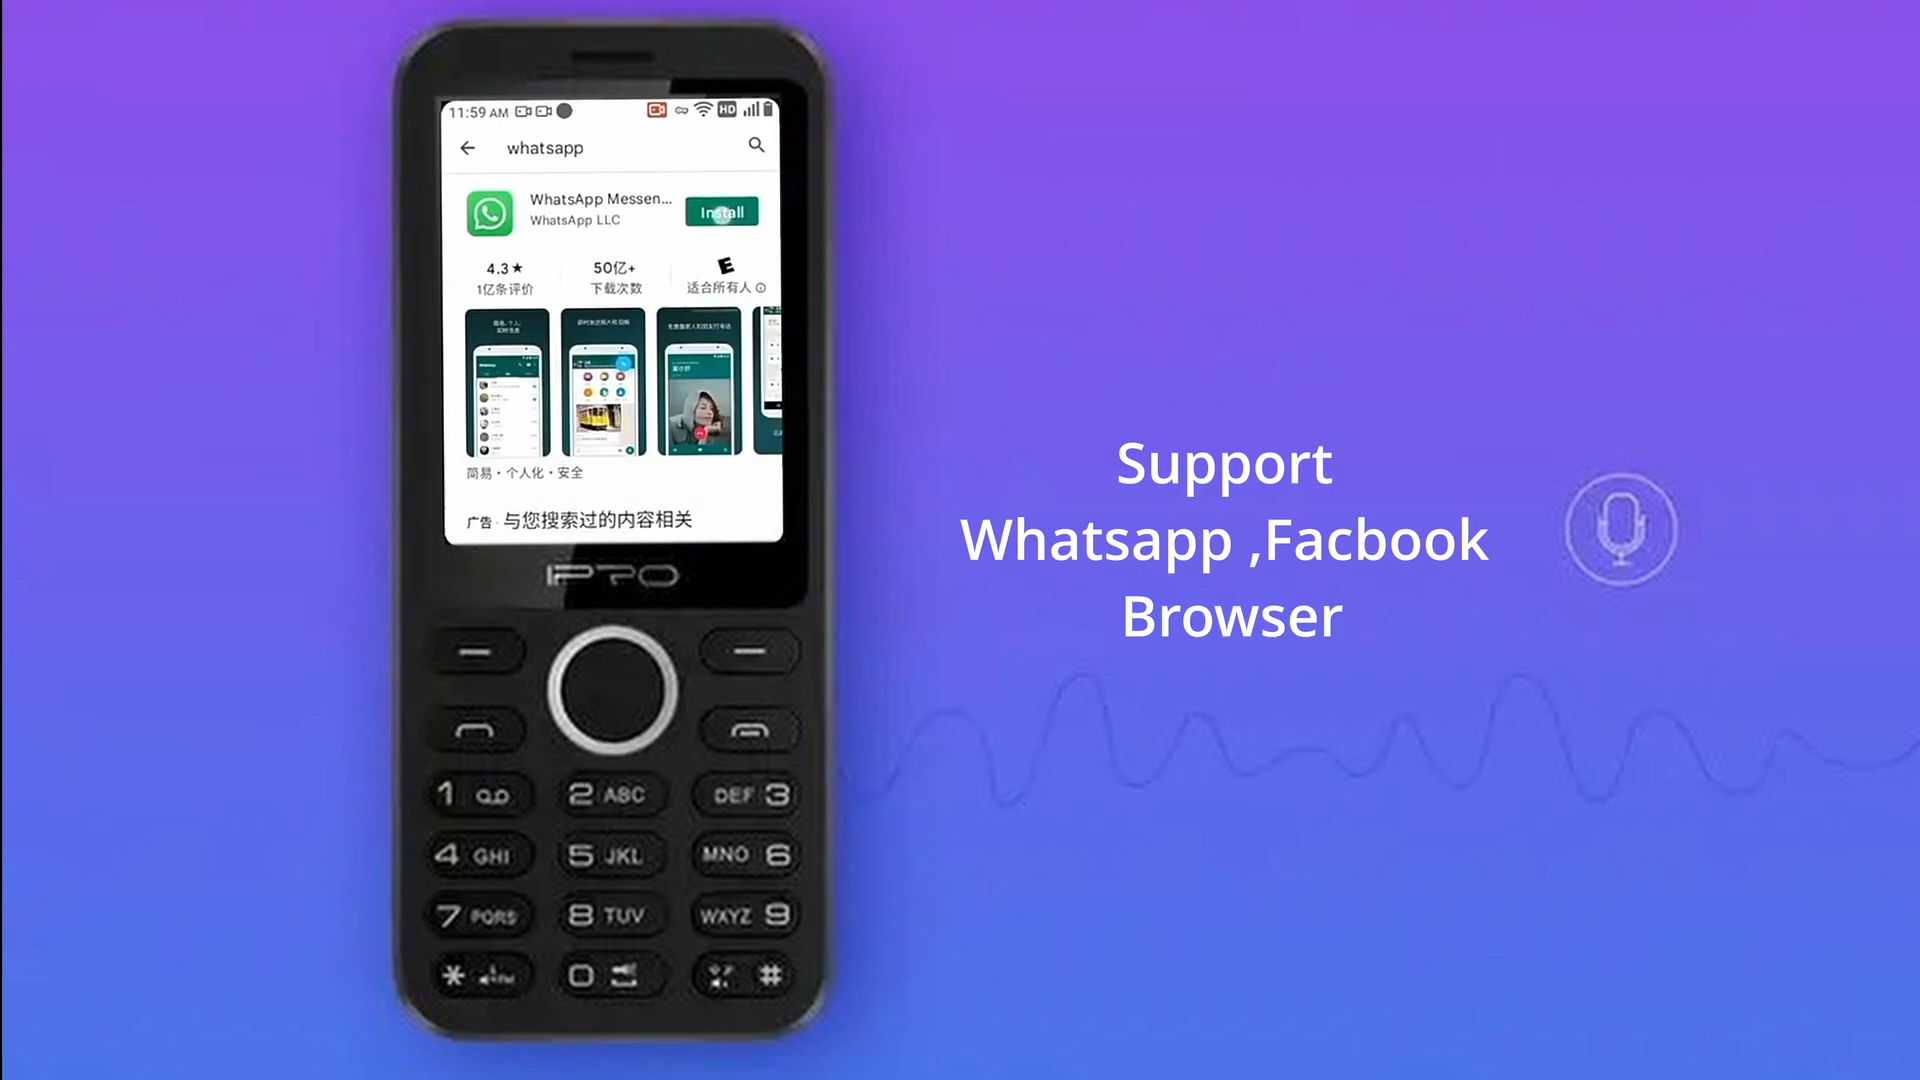 11:59 AM HD
whatsapp
WhatsApp Messen...
WhatsApp LLC
Install
4.3★ 50亿+ E
1亿条评价 下载次数 适合所有人
简易・个人化・安全
广告・与您搜索过的内容相关
IPRO
Support
Whatsapp ,Facbook
Browser
1 2 ABC DEF 3
4 GHI 5 JKL MNO 6
7 PQRS 8 TUV WXYZ 9
* 0 #